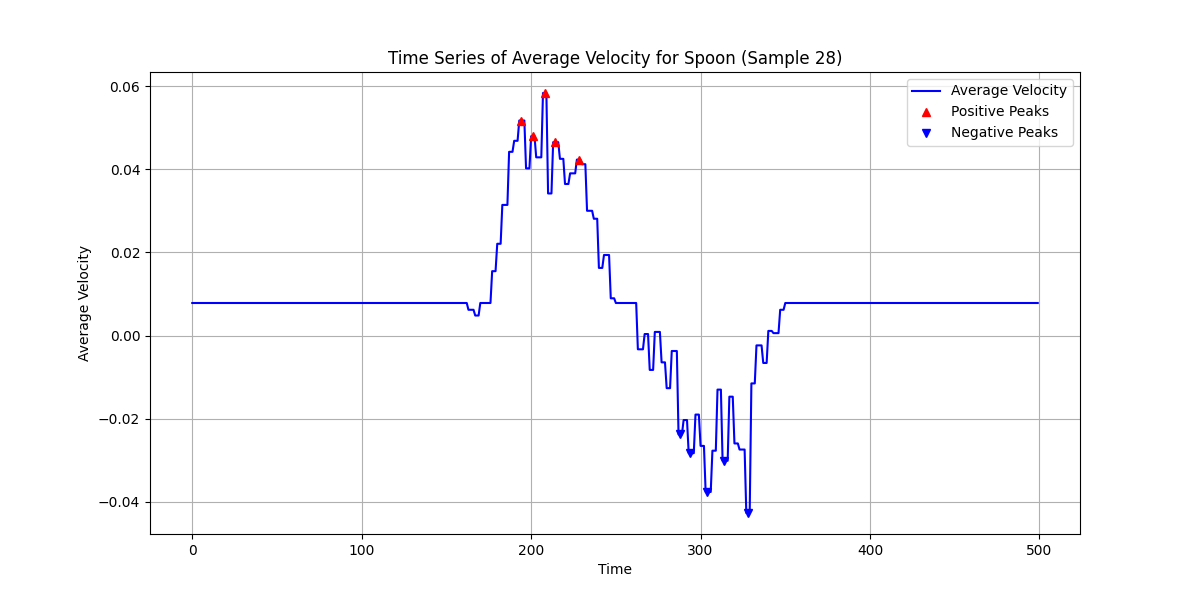 Time Series of Average Velocity for Spoon (Sample 28)
Average Velocity
Positive Peaks
Negative Peaks
0.06
0.04
0.02
0.00
−0.02
−0.04
Average Velocity
0 100 200 300 400 500
Time